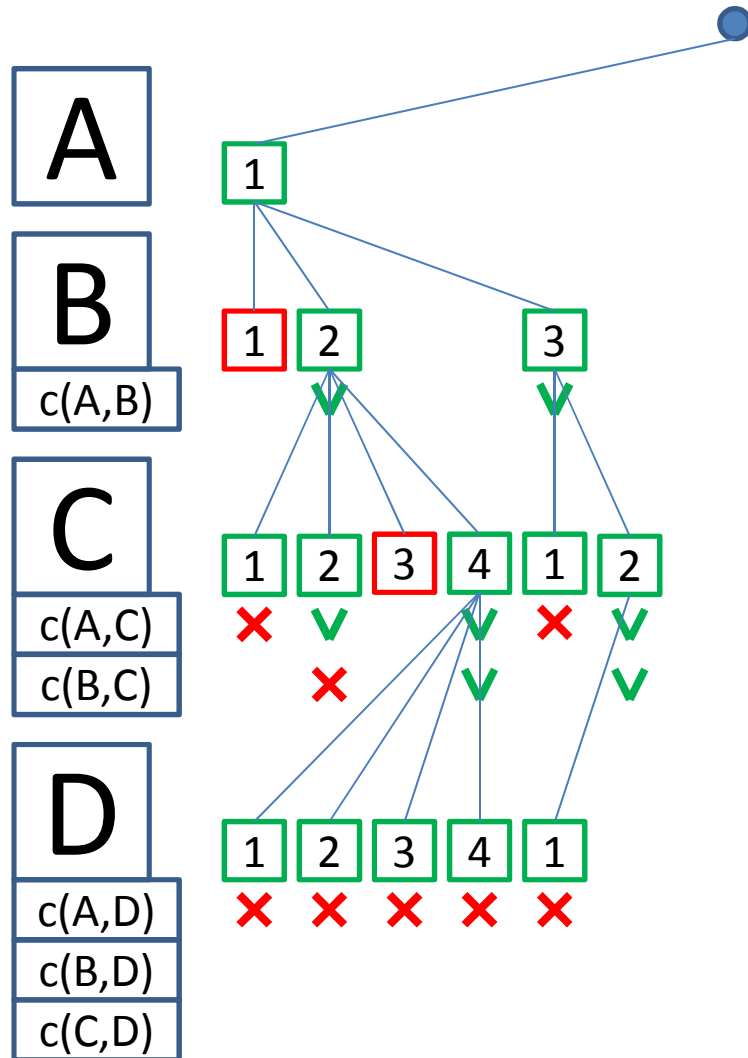 A
1
B
1 2 3
c(A,B)
C
1 2 3 4 1 2
c(A,C)
c(B,C)
D
1 2 3 4 1
c(A,D)
c(B,D)
c(C,D)